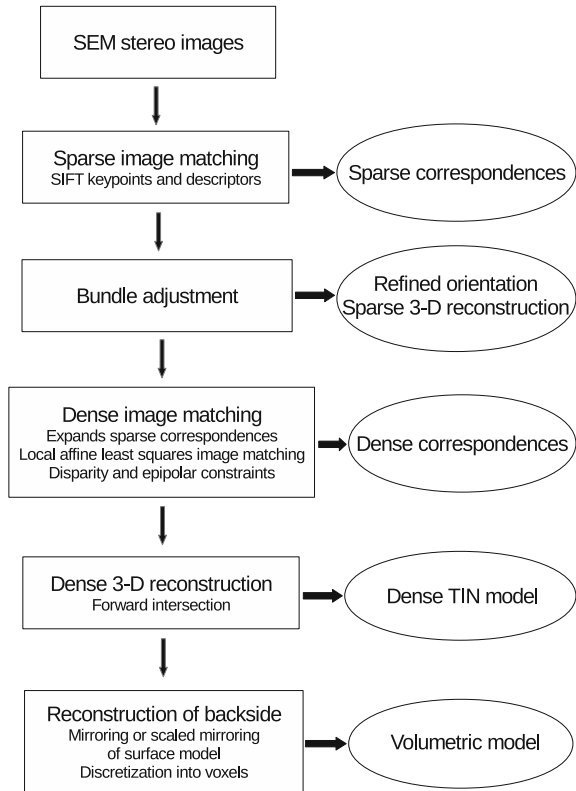 SEM stereo images
Sparse image matching
SIFT keypoints and descriptors
Sparse correspondences
Bundle adjustment
Refined orientation
Sparse 3-D reconstruction
Dense image matching
Expands sparse correspondences
Local affine least squares image matching
Disparity and epipolar constraints
Dense correspondences
Dense 3-D reconstruction
Forward intersection
Dense TIN model
Reconstruction of backside
Mirroring or scaled mirroring
of surface model
Discretization into voxels
Volumetric model